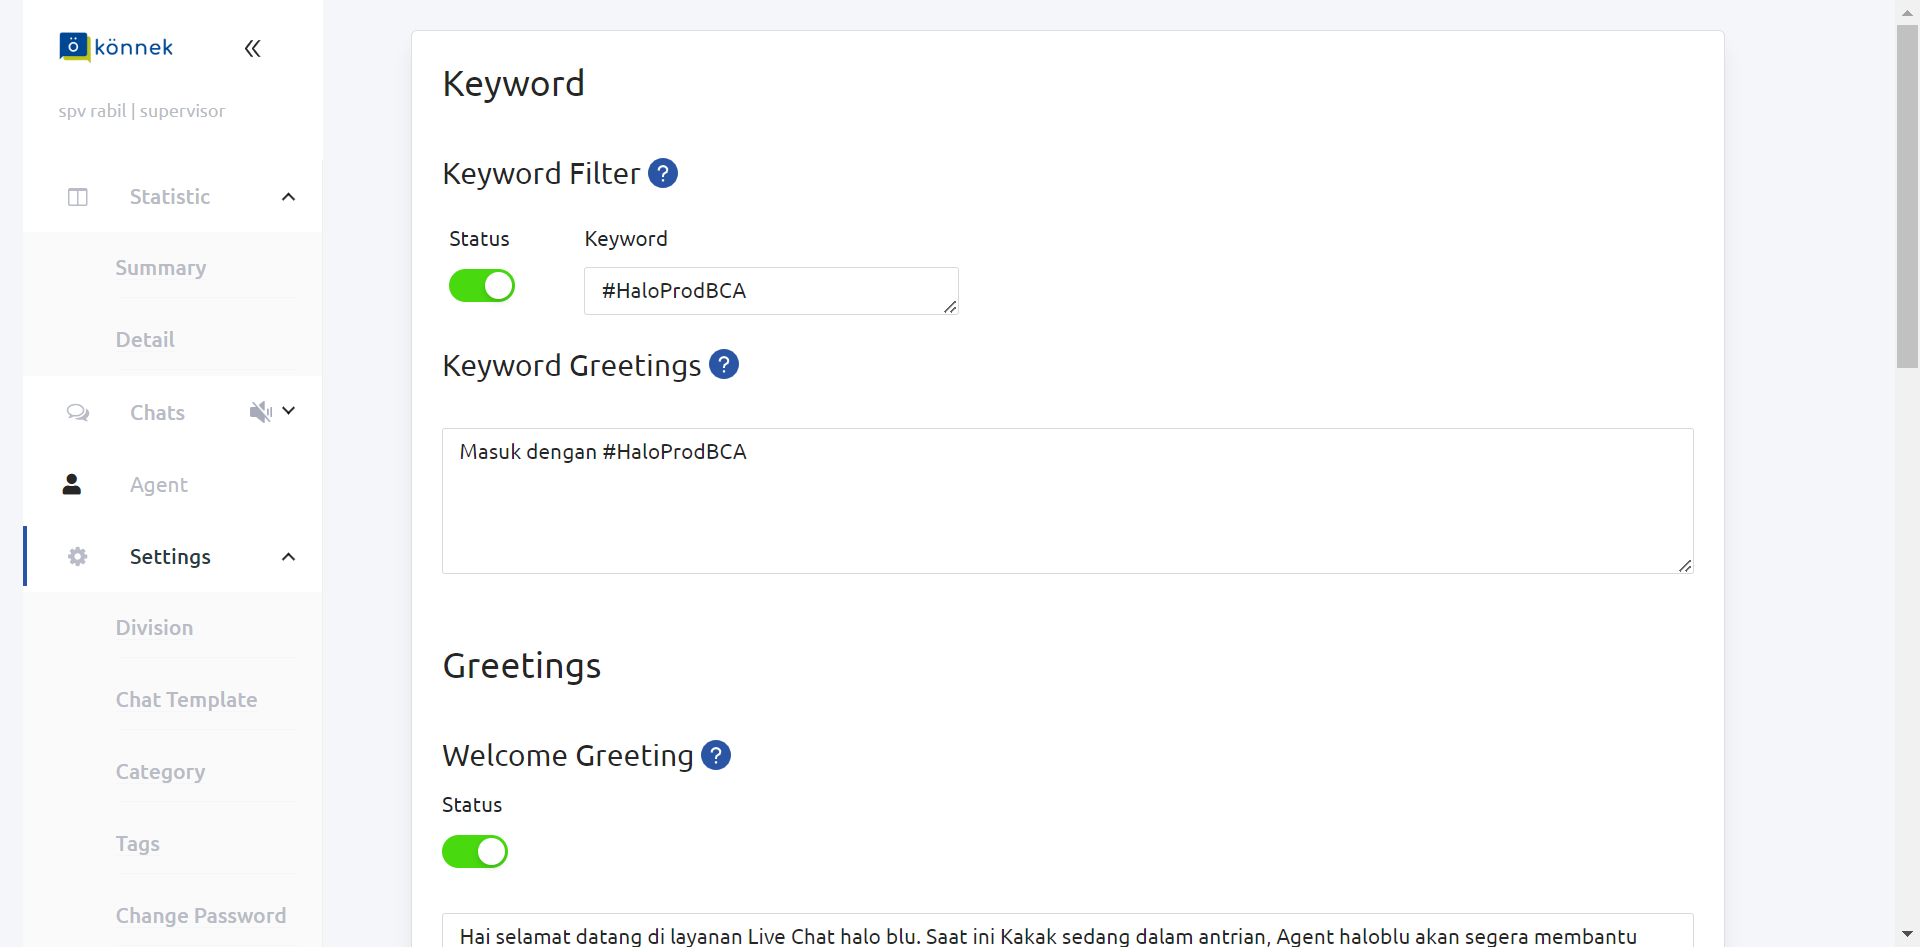 könnek
spv rabil | supervisor
Statistic
Summary
Detail
Chats
Agent
Settings
Division
Chat Template
Category
Tags
Change Password
Keyword
Keyword Filter ?
Status
Keyword
#HaloProdBCA
Keyword Greetings ?
Masuk dengan #HaloProdBCA
Greetings
Welcome Greeting ?
Status
Hai selamat datang di layanan Live Chat halo blu. Saat ini Kakak sedang dalam antrian, Agent haloblu akan segera membantu